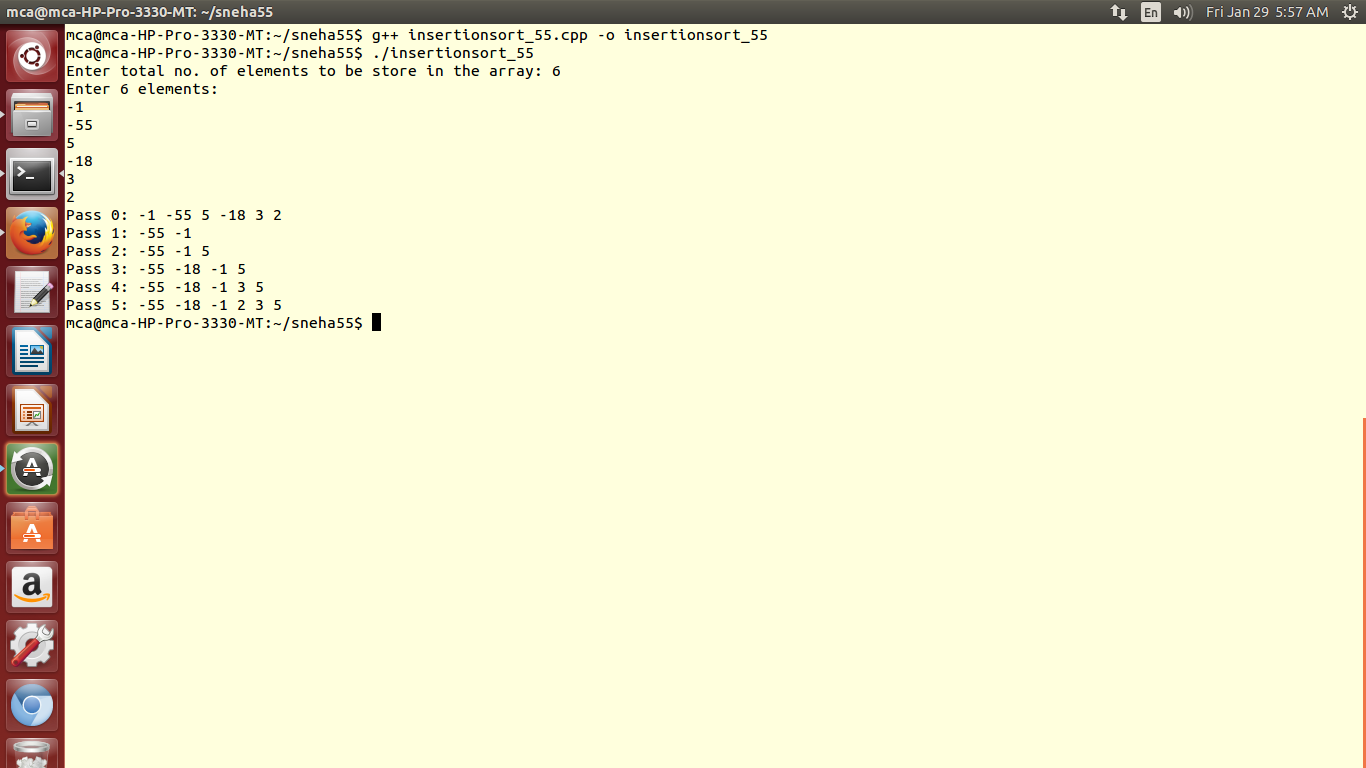 mca@mca-HP-Pro-3330-MT: ~/sneha55
En
Fri Jan 29 5:57 AM
mca@mca-HP-Pro-3330-MT:~/sneha55$ g++ insertionsort_55.cpp -o insertionsort_55
mca@mca-HP-Pro-3330-MT:~/sneha55$ ./insertionsort_55
Enter total no. of elements to be store in the array: 6
Enter 6 elements:
-1
-55
5
-18
3
2
Pass 0: -1 -55 5 -18 3 2
Pass 1: -55 -1
Pass 2: -55 -1 5
Pass 3: -55 -18 -1 5
Pass 4: -55 -18 -1 3 5
Pass 5: -55 -18 -1 2 3 5
mca@mca-HP-Pro-3330-MT:~/sneha55$